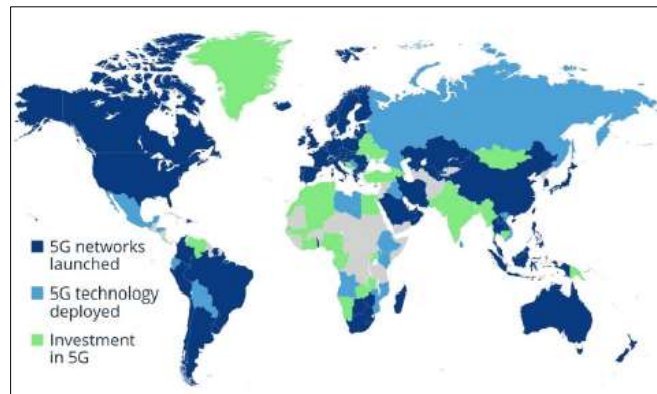 5G networks
launched
5G technology
deployed
Investment
in 5G